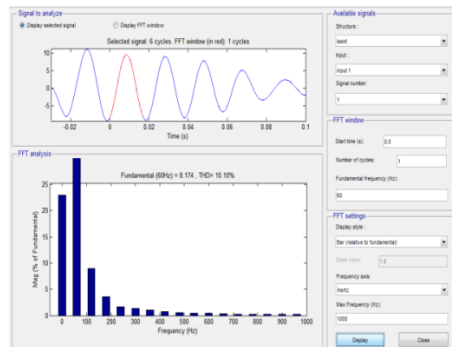 Signal to analyze
Display selected signal
Display FFT window
Selected signal: 6 cycles. FFT window (in red): 1 cycles
10
5
0
-5
-0.02
0
0.02
0.04
0.06
0.08
0.1
Time (s)
FFT analysis
Fundamental (60Hz) = 8.174 , THD= 10.10%
Mag (% of Fundamental)
25
20
15
10
5
0
0
100
200
300
400
500
600
700
800
900
1000
Frequency (Hz)
Available signals
Structure :
Input :
input 1
Signal number:
1
FFT window
Start time (s):
0.0
Number of cycles:
1
Fundamental frequency (Hz):
60
FFT settings
Display style :
Bar (relative to fundamental)
Base value:
1.0
Frequency axis:
Hertz
Max Frequency (Hz):
1000
Display
Close